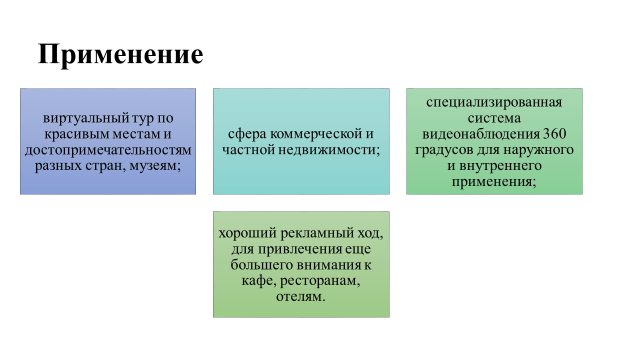 Применение
виртуальный тур по
красивым местам и
достопримечательностям
разных стран, музеям;
сфера коммерческой и
частной недвижимости;
специализированная
система
видеонаблюдения 360
градусов для наружного
и внутреннего
применения;
хороший рекламный ход,
для привлечения еще
большего внимания к
кафе, ресторанам,
отелям.